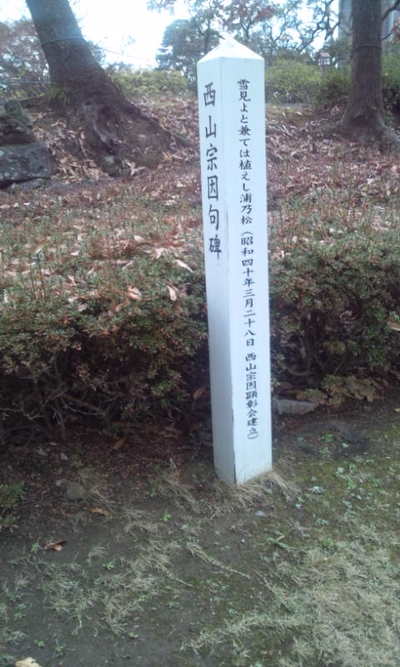 西山宗因句碑
雪見よと兼ては植えし浦乃松(昭和四十年三月二十八日 西山宗因顕彰会建立)